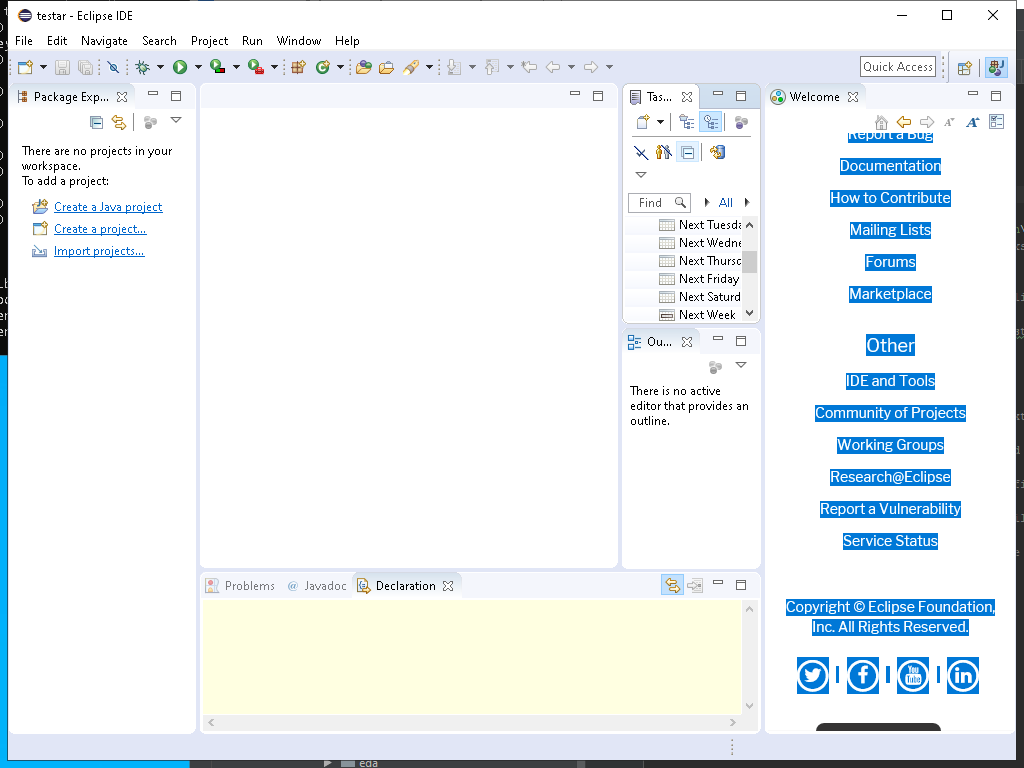 testar - Eclipse IDE
File Edit Navigate Search Project Run Window Help
Quick Access
Package Exp...
There are no projects in your
workspace.
To add a project:
Create a Java project
Create a project...
Import projects...
Tas...
Find
All
Next Tuesda
Next Wedne
Next Thursd
Next Friday
Next Saturd
Next Week
Ou...
There is no active
editor that provides an
outline.
Problems @ Javadoc Declaration
Welcome
Report a Bug
Documentation
How to Contribute
Mailing Lists
Forums
Marketplace
Other
IDE and Tools
Community of Projects
Working Groups
Research@Eclipse
Report a Vulnerability
Service Status
Copyright © Eclipse Foundation,
Inc. All Rights Reserved.
You
Tube
in
eda